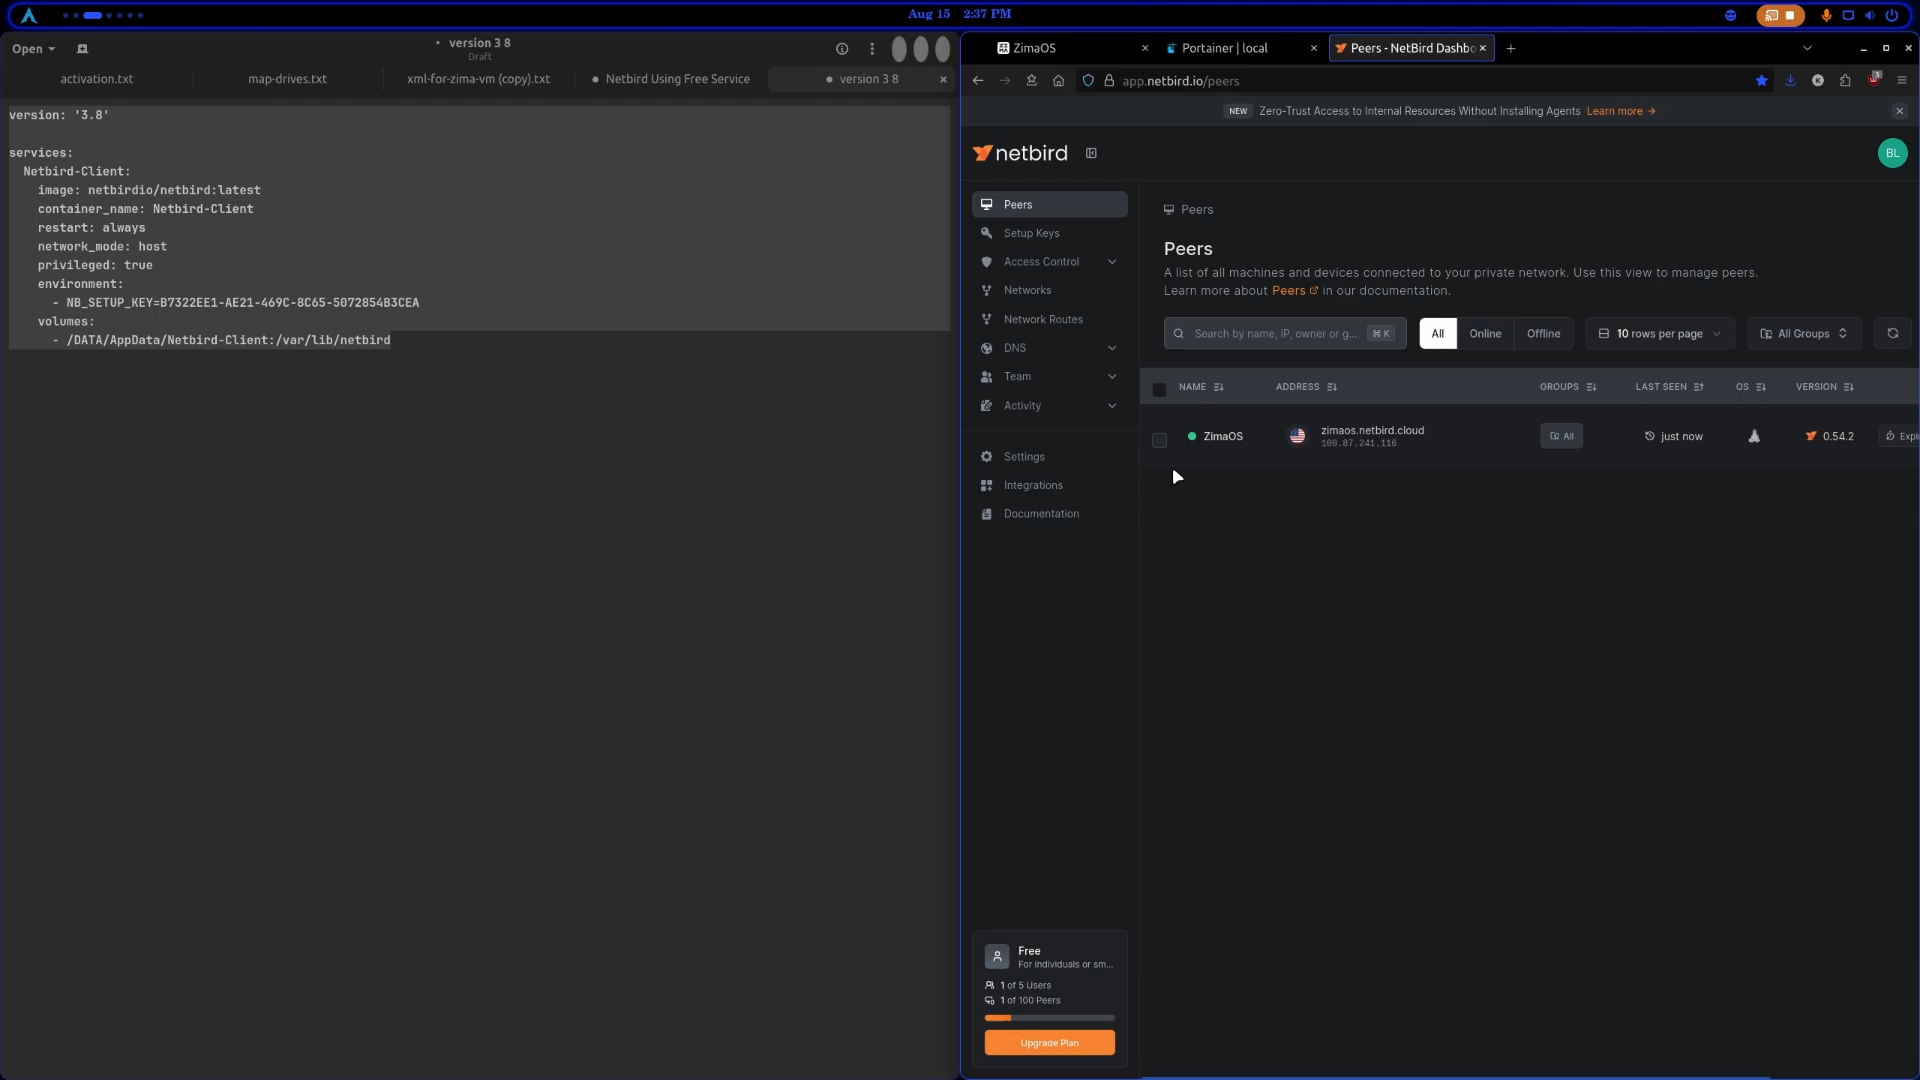 Aug 15 2:37 PM
Open
version 3 8
Draft
activation.txt
map-drives.txt
xml-for-zima-vm (copy).txt
Netbird Using Free Service
version 3 8
version: '3.8'
services:
Netbird-Client:
image: netbirdio/netbird:latest
container_name: Netbird-Client
restart: always
network_mode: host
privileged: true
environment:
- NB_SETUP_KEY=B7322EE1-AE21-469C-8C65-5072854B3CEA
volumes:
- /DATA/AppData/Netbird-Client:/var/lib/netbird
ZimaOS
Portainer | local
Peers - NetBird Dashbo
app.netbird.io/peers
K
3
NEW Zero-Trust Access to Internal Resources Without Installing Agents Learn more →
netbird
BL
Peers
Setup Keys
Access Control
Networks
Network Routes
DNS
Team
Activity
Settings
Integrations
Documentation
Free
For individuals or sm...
1 of 5 Users
1 of 100 Peers
Upgrade Plan
Peers
Peers
A list of all machines and devices connected to your private network. Use this view to manage peers.
Learn more about Peers in our documentation.
Search by name, IP, owner or g... ⌘ K
All Online Offline
10 rows per page
All Groups
NAME ADDRESS GROUPS LAST SEEN OS VERSION
ZimaOS
zimaos.netbird.cloud
100.87.241.116
All
just now
0.54.2
Expi